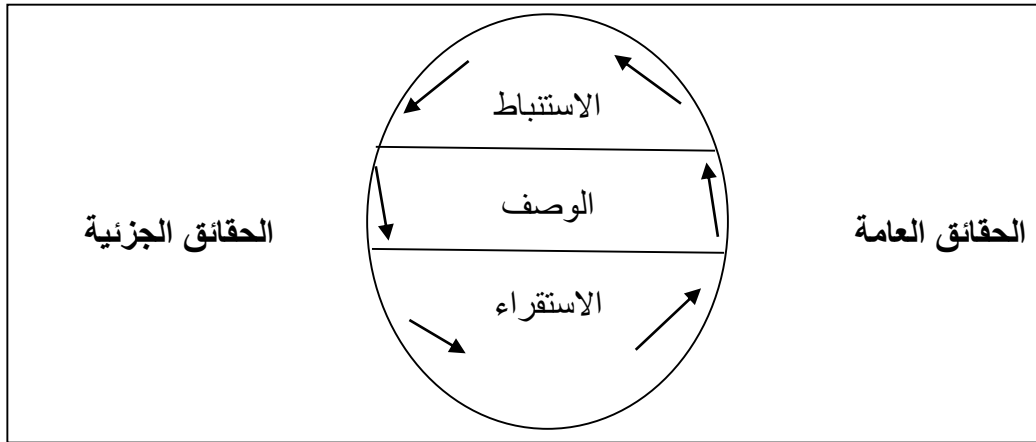 الاستنباط
الوصف
الحقائق العامة
الحقائق الجزئية
الاستقراء